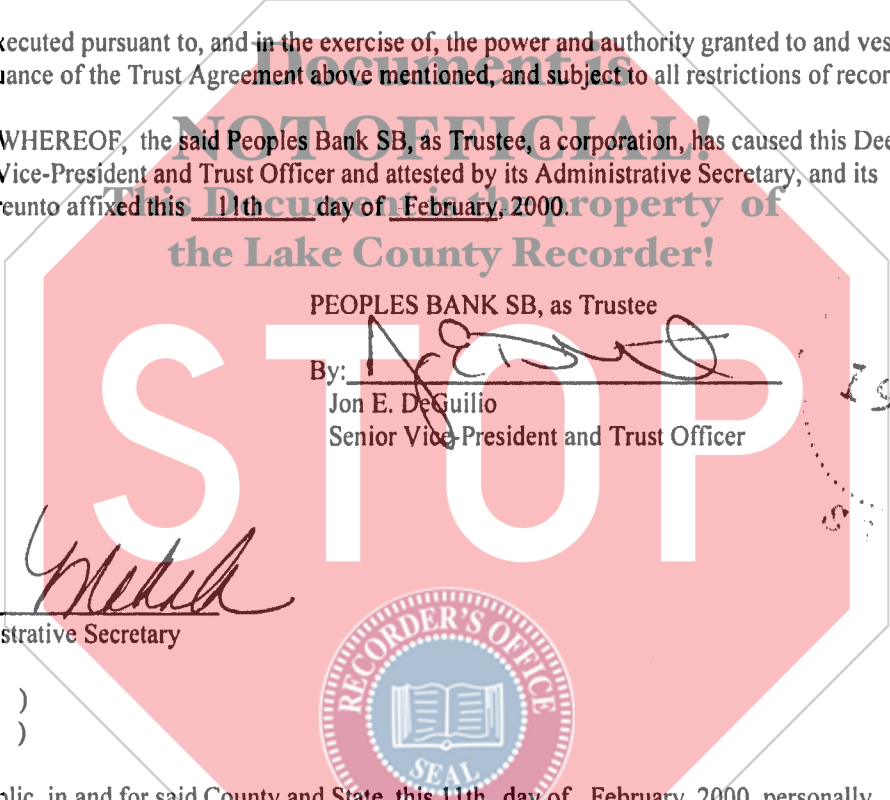 xecuted pursuant to, and in the exercise of, the power and authority granted to and ves
uance of the Trust Agreement above mentioned, and subject to all restrictions of recor
Document is
WHEREOF, the said Peoples Bank SB, as Trustee, a corporation, has caused this Dee
NOT OFFICIAL!
Vice-President and Trust Officer and attested by its Administrative Secretary, and its
This Document is the property of
reunto affixed this 11th day of February, 2000.
the Lake County Recorder!
PEOPLES BANK SB, as Trustee
By:
Jon E. DeGuilio
Senior Vice-President and Trust Officer
STOP
strative Secretary
)
)
RECORDER'S OFFICE
SEAL
blic, in and for said County and State, this 11th day of February, 2000, personally